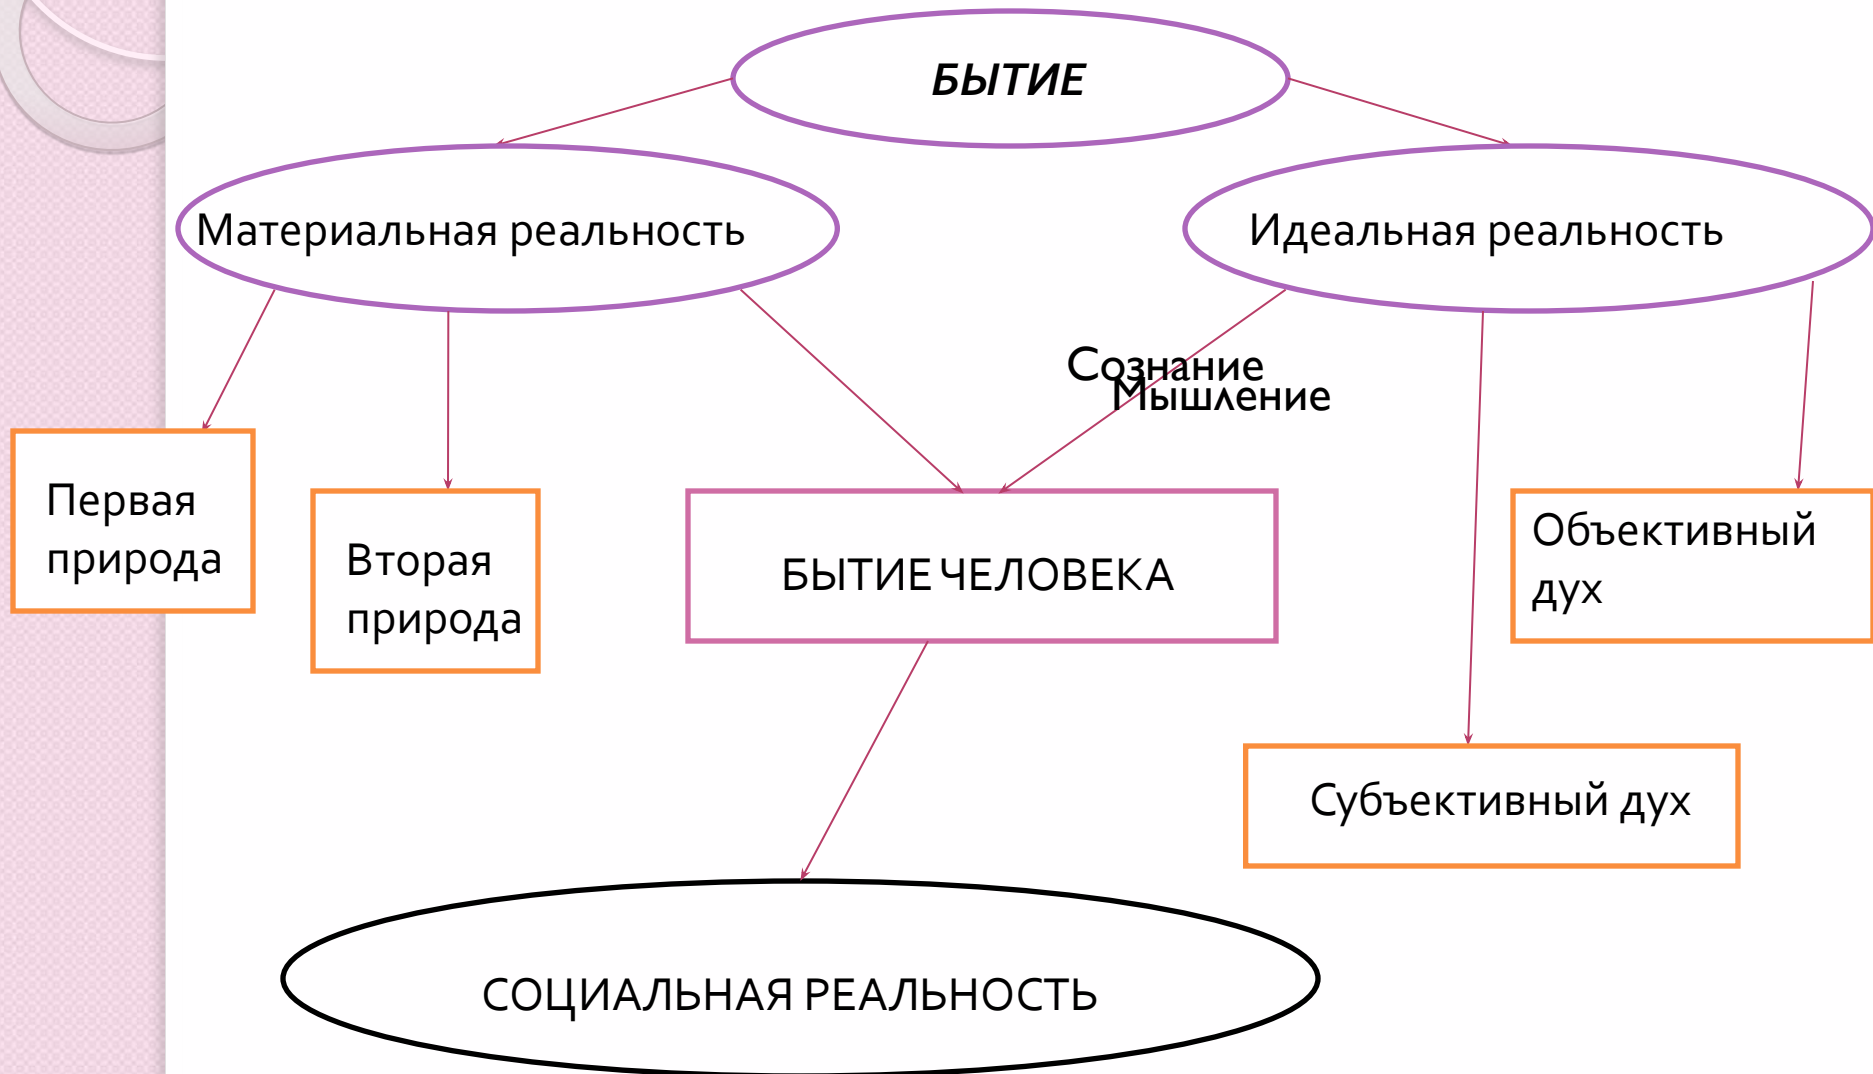 БЫТИЕ
Материальная реальность
Идеальная реальность
Сознание
Мышление
Первая
природа
Вторая
природа
БЫТИЕ ЧЕЛОВЕКА
Объективный
дух
Субъективный дух
СОЦИАЛЬНАЯ РЕАЛЬНОСТЬ